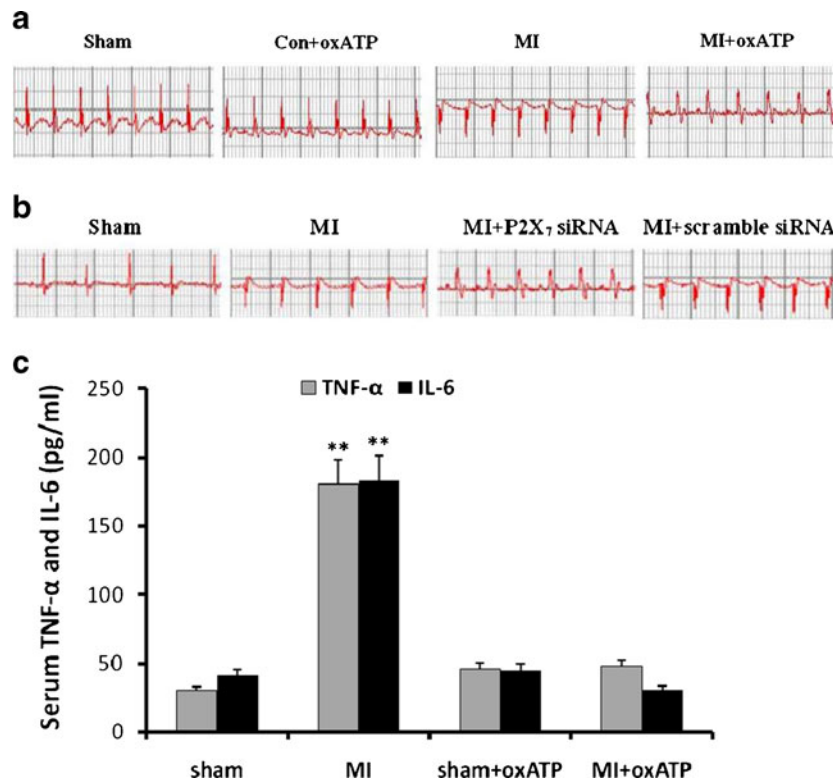 a
Sham Con+oxATP MI MI+oxATP
b
Sham MI MI+P2X₇ siRNA MI+scramble siRNA
c
TNF-α IL-6
Serum TNF-α and IL-6 (pg/ml)
250
200
150
100
50
0
** **
sham MI sham+oxATP MI+oxATP